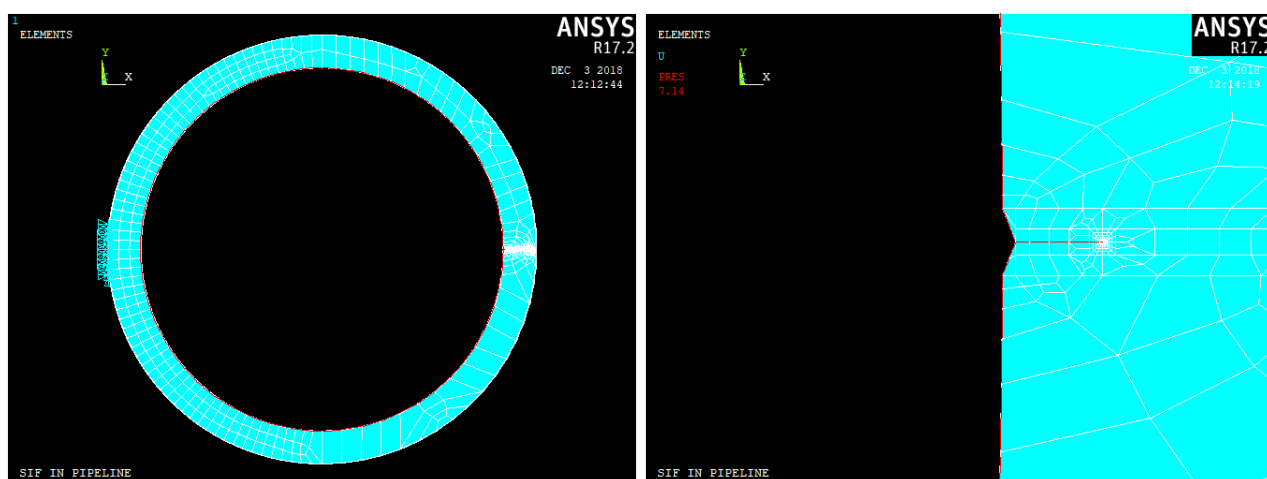 1
ELEMENTS
ANSYS
R17.2
Y
X
DEC 3 2018
12:12:44
SIF IN PIPELINE
ELEMENTS
U
PRES
7.14
ANSYS
R17.2
Y
X
DEC 3 2018
12:14:19
SIF IN PIPELINE